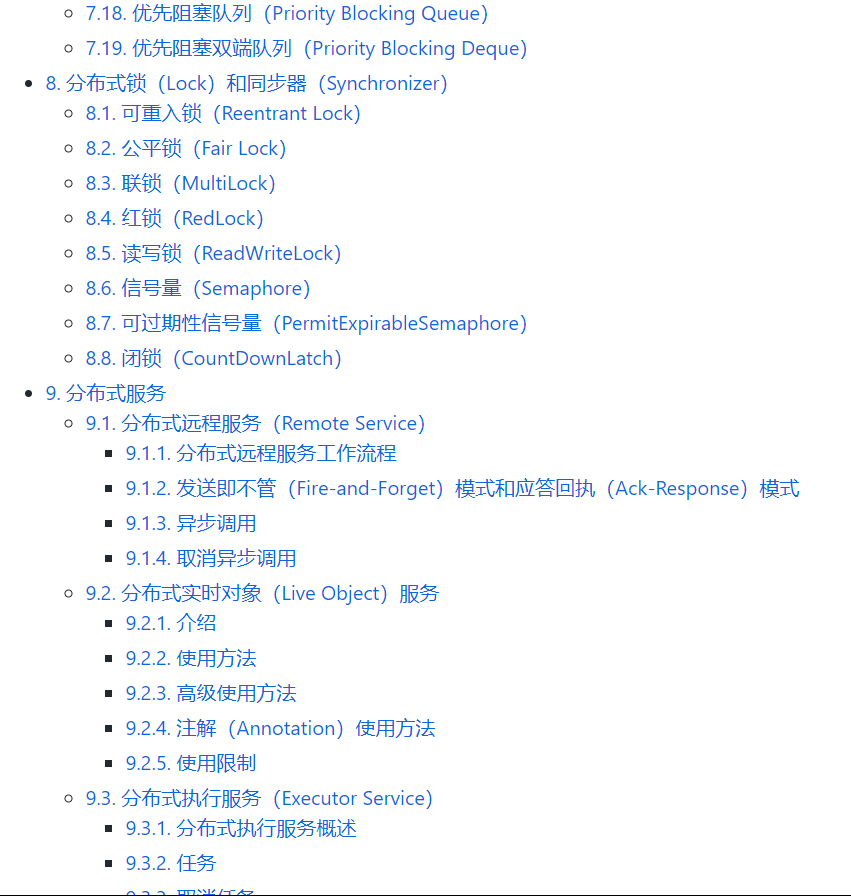 7.18. 优先阻塞队列（Priority Blocking Queue）
7.19. 优先阻塞双端队列（Priority Blocking Deque）
8. 分布式锁（Lock）和同步器（Synchronizer）
8.1. 可重入锁（Reentrant Lock）
8.2. 公平锁（Fair Lock）
8.3. 联锁（MultiLock）
8.4. 红锁（RedLock）
8.5. 读写锁（ReadWriteLock）
8.6. 信号量（Semaphore）
8.7. 可过期性信号量（PermitExpirableSemaphore）
8.8. 闭锁（CountDownLatch）
9. 分布式服务
9.1. 分布式远程服务（Remote Service）
9.1.1. 分布式远程服务工作流程
9.1.2. 发送即不管（Fire-and-Forget）模式和应答回执（Ack-Response）模式
9.1.3. 异步调用
9.1.4. 取消异步调用
9.2. 分布式实时对象（Live Object）服务
9.2.1. 介绍
9.2.2. 使用方法
9.2.3. 高级使用方法
9.2.4. 注解（Annotation）使用方法
9.2.5. 使用限制
9.3. 分布式执行服务（Executor Service）
9.3.1. 分布式执行服务概述
9.3.2. 任务
9.3.3. 取消任务